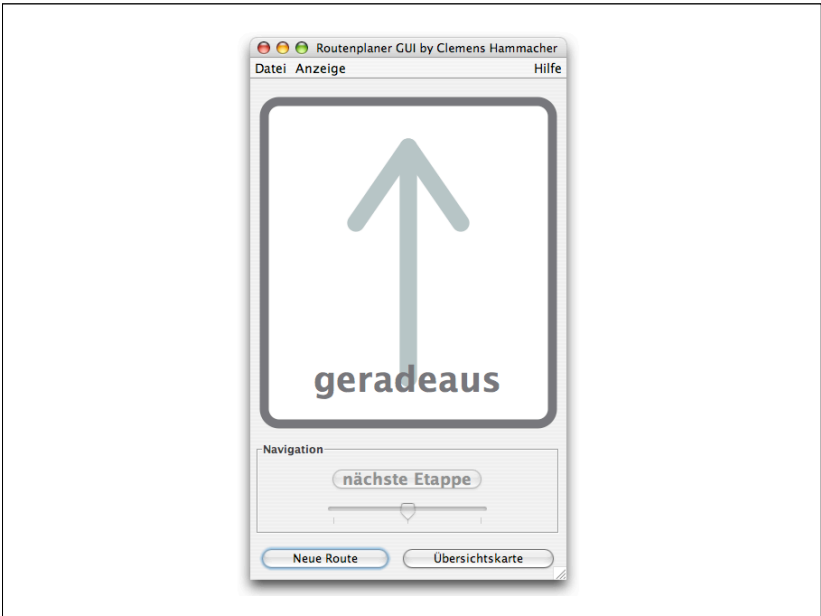 Routenplaner GUI by Clemens Hammacher
Datei Anzeige Hilfe
geradeaus
Navigation
nächste Etappe
Neue Route Übersichtskarte